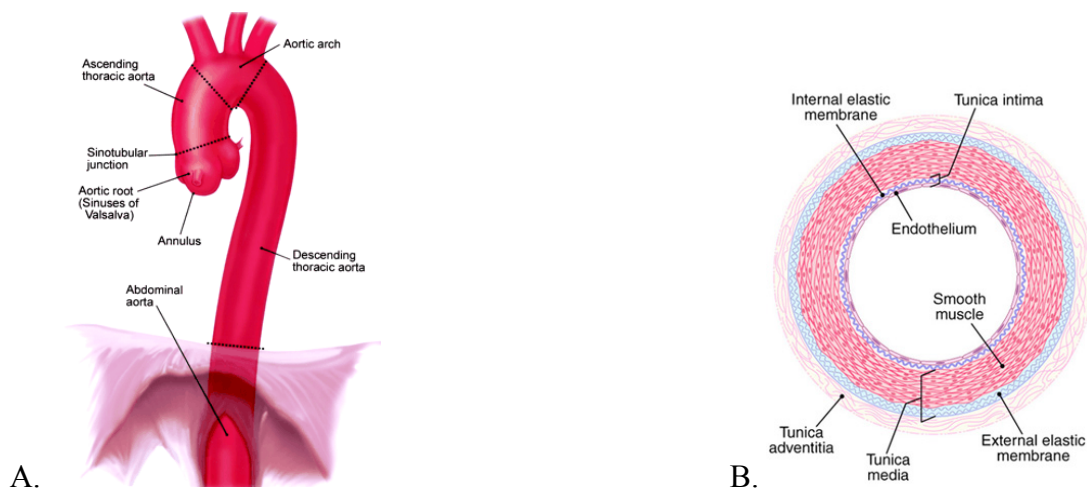 Aortic arch
Ascending
thoracic aorta
Sinotubular
junction
Aortic root
(Sinuses of
Valsalva)
Annulus
Descending
thoracic aorta
Abdominal
aorta
A.
Internal elastic
membrane
Tunica intima
Endothelium
Smooth
muscle
Tunica
adventitia
Tunica
media
External elastic
membrane
B.